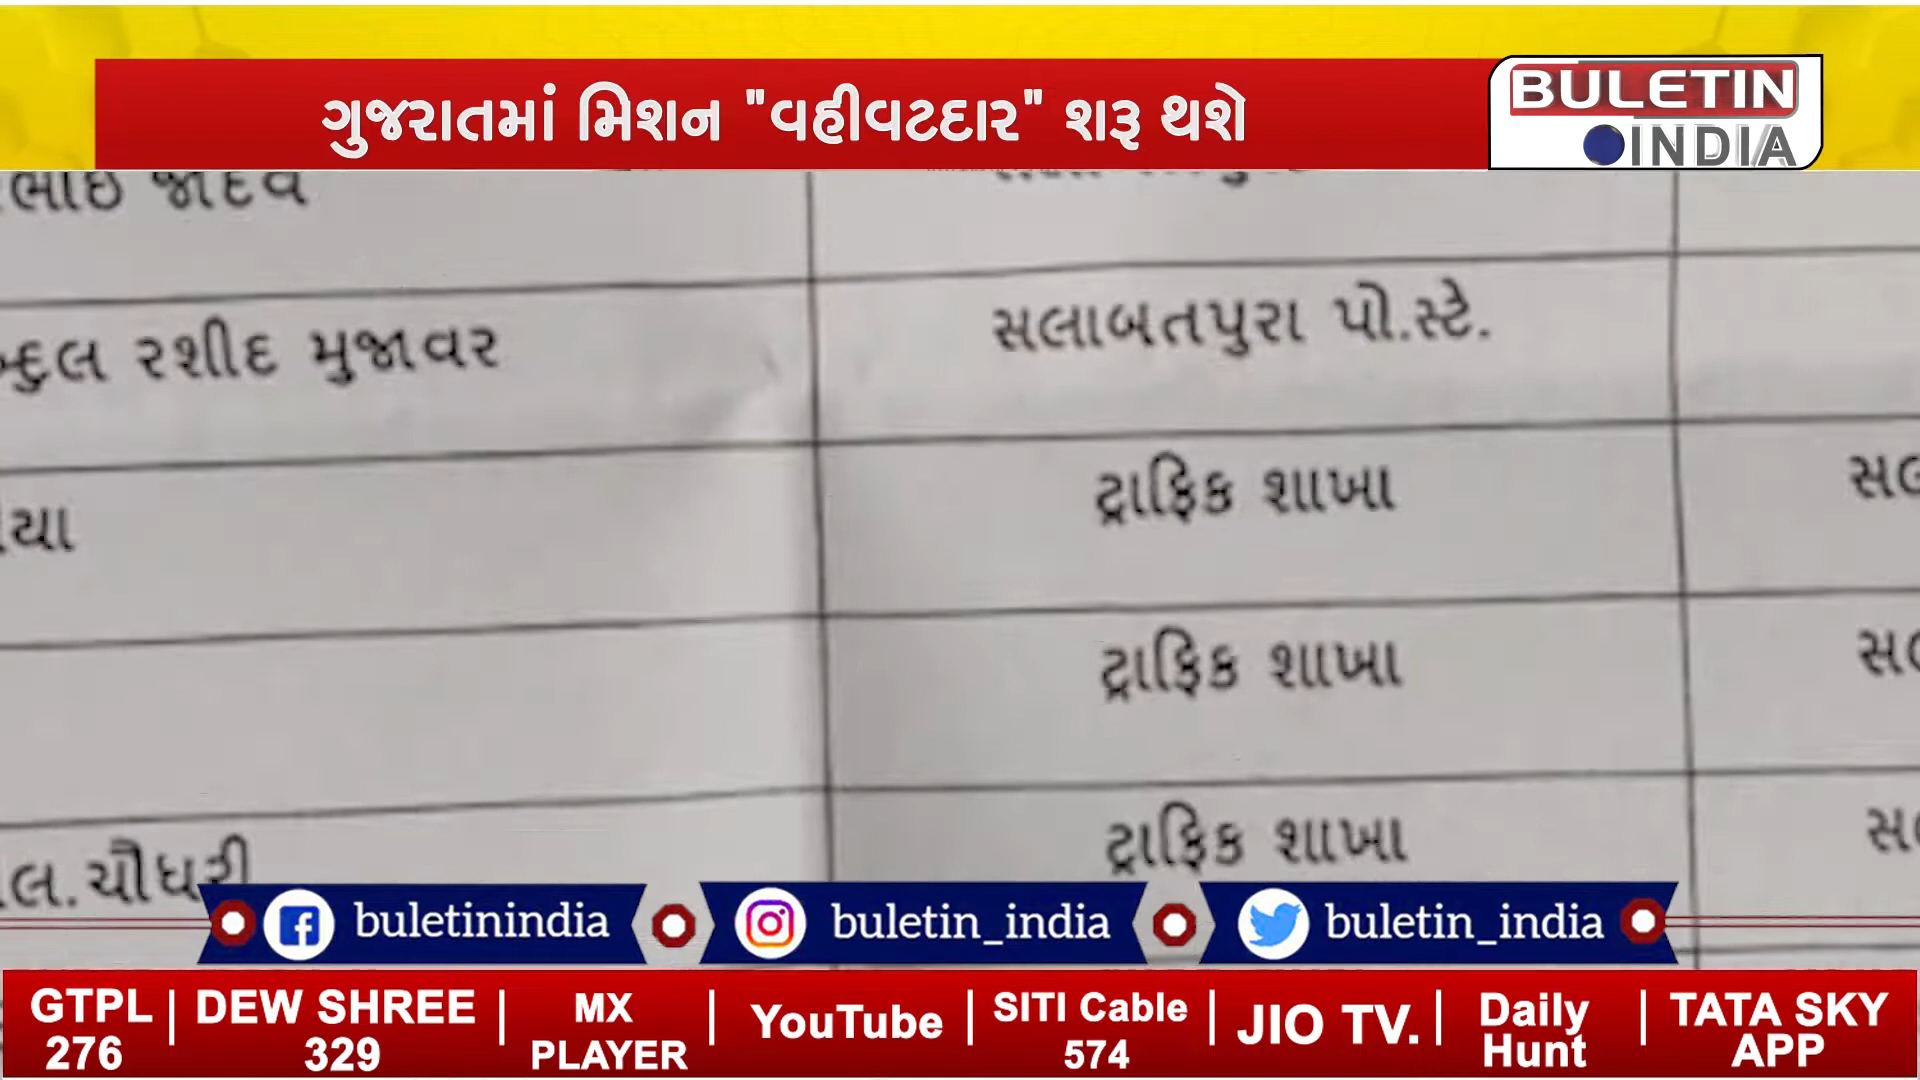 ગુજરાતમાં મિશન "વહીવટદાર" શરૂ થશે
BULETIN
INDIA
જાદવ
રશીદ મુજાવર
સલાબતપુરા પો.સ્ટે.
ટ્રાફિક શાખા
ટ્રાફિક શાખા
ચૌધરી
ટ્રાફિક શાખા
buletinindia
buletin_india
buletin_india
GTPL 276
DEW SHREE 329
MX PLAYER
YouTube
SITI Cable 574
JIO TV.
Daily Hunt
TATA SKY APP